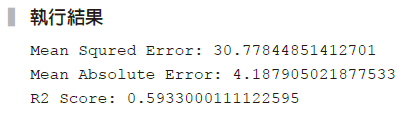 執行結果
Mean Squred Error: 30.77844851412701
Mean Absolute Error: 4.187905021877533
R2 Score: 0.5933000111122595